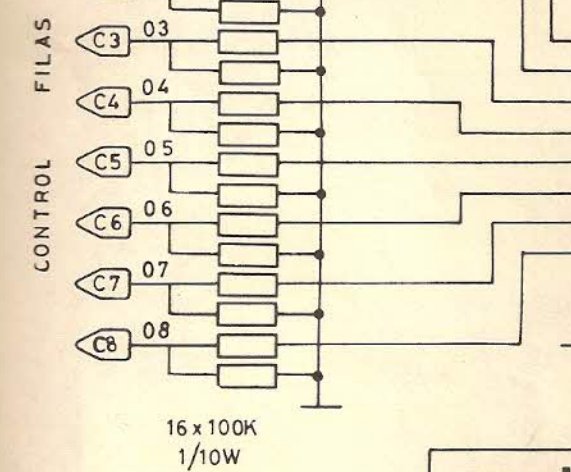 CONTROL FILAS
C3 03
C4 04
C5 05
C6 06
C7 07
C8 08
16 x 100K
1/10W